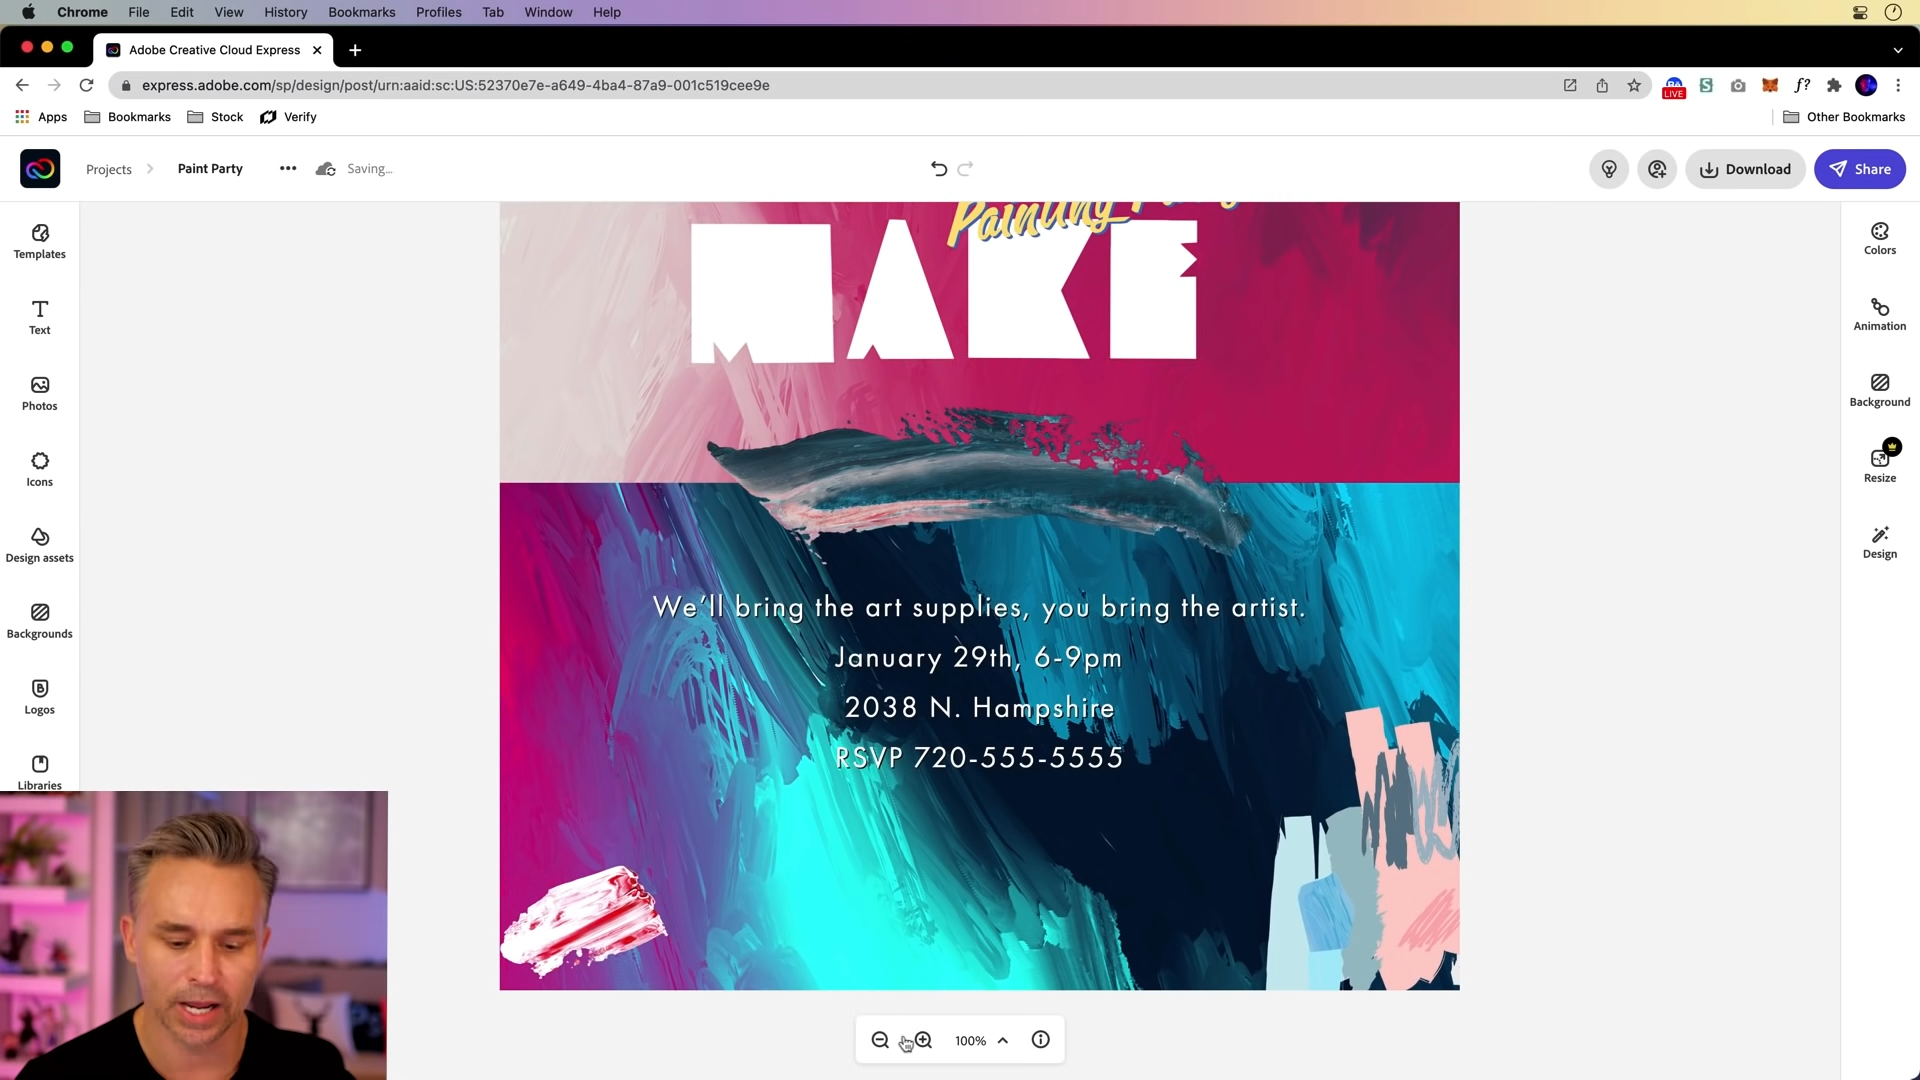 Chrome File Edit View History Bookmarks Profiles Tab Window Help
Adobe Creative Cloud Express
express.adobe.com/sp/design/post/urn:aaid:sc:US:52370e7e-a649-4ba4-87a9-001c519cee9e
LIVE
f?
Apps Bookmarks Stock Verify Other Bookmarks
Projects Paint Party Saving... Download Share
Templates
Text
Photos
Icons
Design assets
Backgrounds
Logos
Libraries
Painting
MAKE
We'll bring the art supplies, you bring the artist.
January 29th, 6-9pm
2038 N. Hampshire
RSVP 720-555-5555
Colors
Animation
Background
Resize
Design
100%